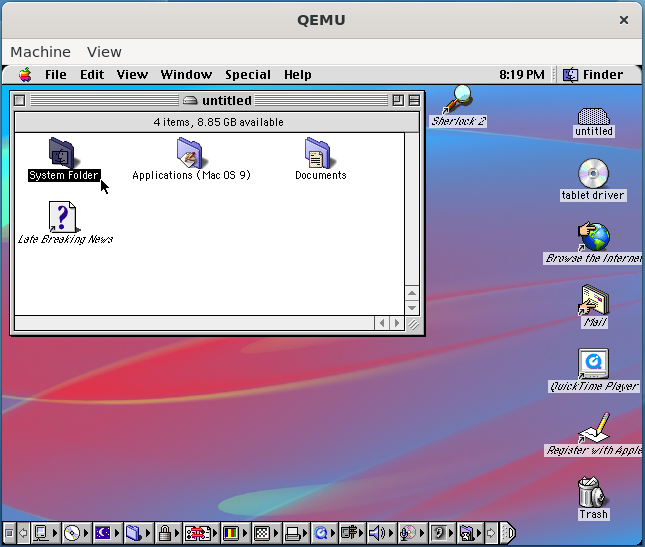 QEMU
×
Machine View
File Edit View Window Special Help 8:19 PM Finder
untitled
4 items, 8.85 GB available
System Folder
Applications (Mac OS 9)
Documents
Late Breaking News
Sherlock 2
untitled
tablet driver
Browse the Internet
Mail
QuickTime Player
Register with Apple
Trash